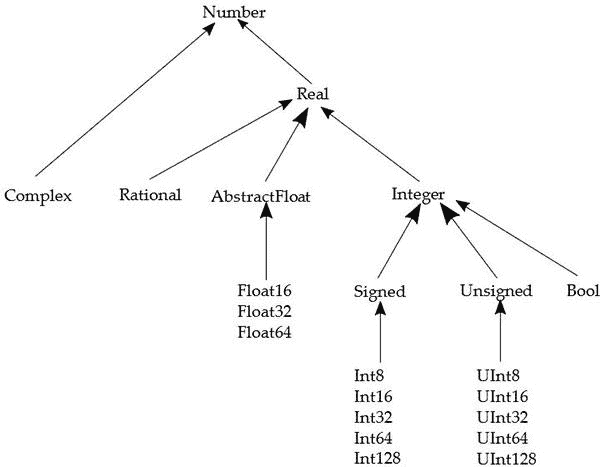 Number
Real
Complex
Rational
AbstractFloat
Integer
Float16
Float32
Float64
Signed
Unsigned
Bool
Int8
Int16
Int32
Int64
Int128
UInt8
UInt16
UInt32
UInt64
UInt128